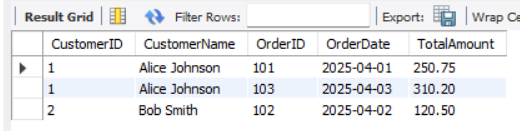 Result Grid Filter Rows: Export: Wrap Ce
CustomerID CustomerName OrderID OrderDate TotalAmount
1 Alice Johnson 101 2025-04-01 250.75
1 Alice Johnson 103 2025-04-03 310.20
2 Bob Smith 102 2025-04-02 120.50